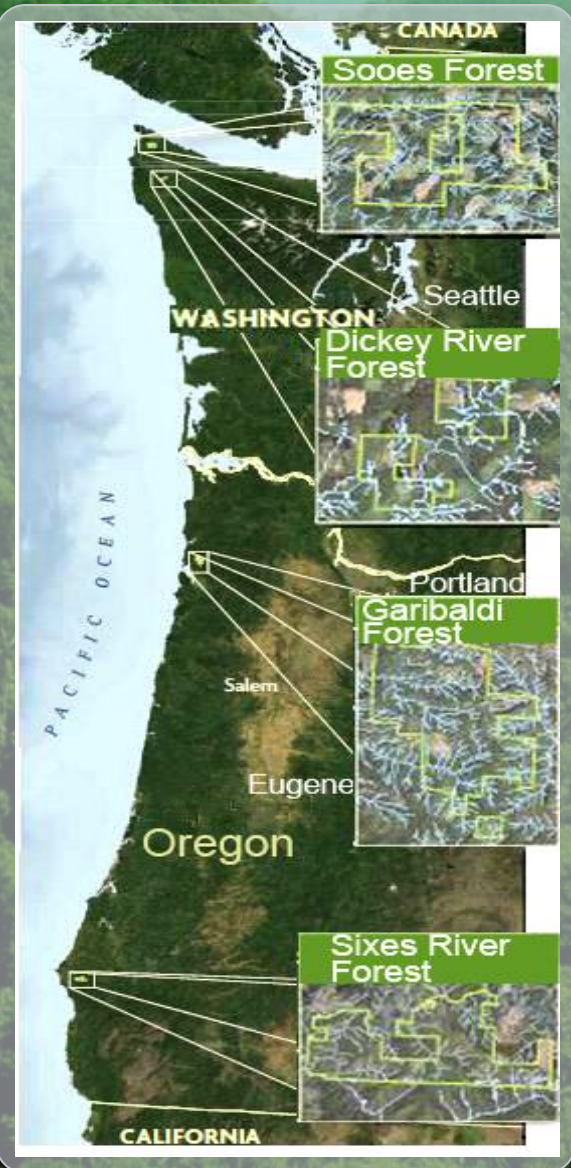 CANADA
Sooes Forest
Seattle
WASHINGTON
Dickey River
Forest
PACIFIC OCEAN
Portland
Garibaldi
Forest
Salem
Eugene
Oregon
Sixes River
Forest
CALIFORNIA